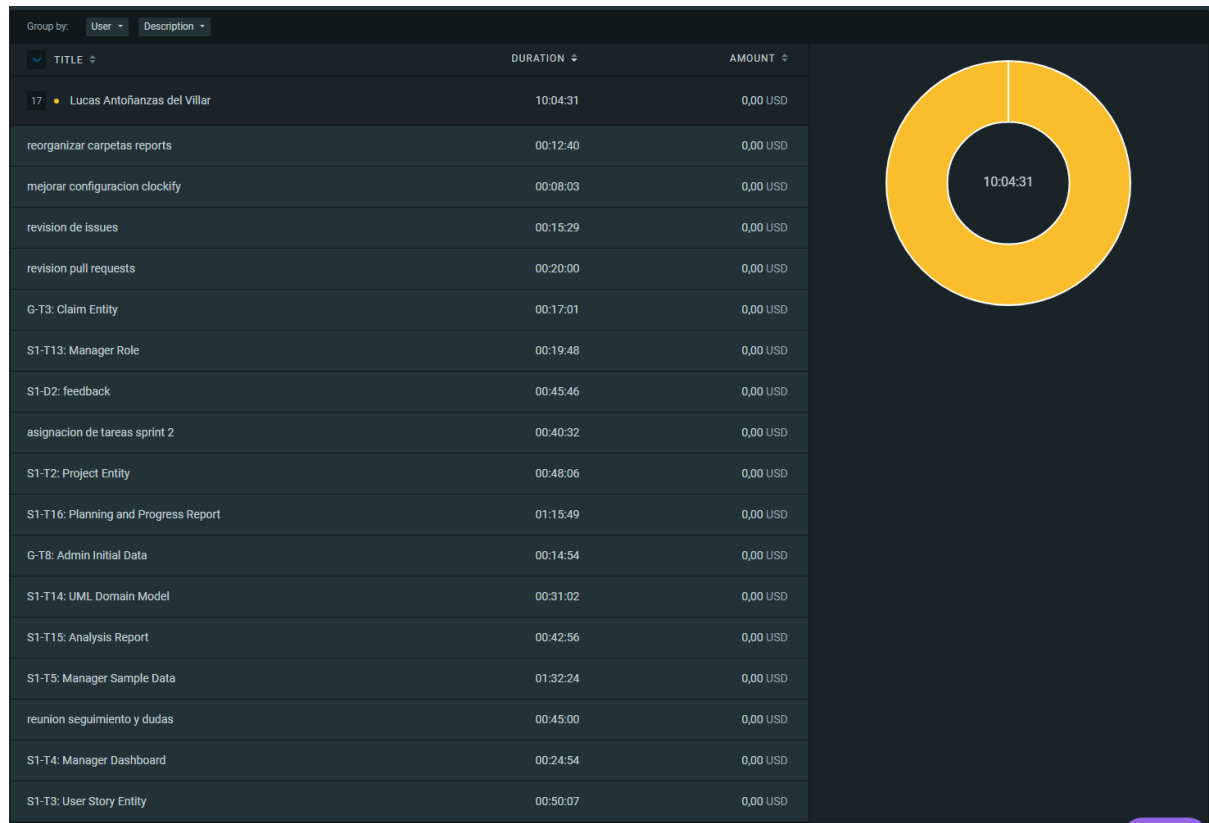 Group by: User Description
TITLE DURATION AMOUNT
17 Lucas Antoñanzas del Villar 10:04:31 0,00 USD
reorganizar carpetas reports 00:12:40 0,00 USD
mejorar configuracion clockify 00:08:03 0,00 USD
revision de issues 00:15:29 0,00 USD
revision pull requests 00:20:00 0,00 USD
G-T3: Claim Entity 00:17:01 0,00 USD
S1-T13: Manager Role 00:19:48 0,00 USD
S1-D2: feedback 00:45:46 0,00 USD
asignacion de tareas sprint 2 00:40:32 0,00 USD
S1-T2: Project Entity 00:48:06 0,00 USD
S1-T16: Planning and Progress Report 01:15:49 0,00 USD
G-T8: Admin Initial Data 00:14:54 0,00 USD
S1-T14: UML Domain Model 00:31:02 0,00 USD
S1-T15: Analysis Report 00:42:56 0,00 USD
S1-T5: Manager Sample Data 01:32:24 0,00 USD
reunion seguimiento y dudas 00:45:00 0,00 USD
S1-T4: Manager Dashboard 00:24:54 0,00 USD
S1-T3: User Story Entity 00:50:07 0,00 USD
10:04:31